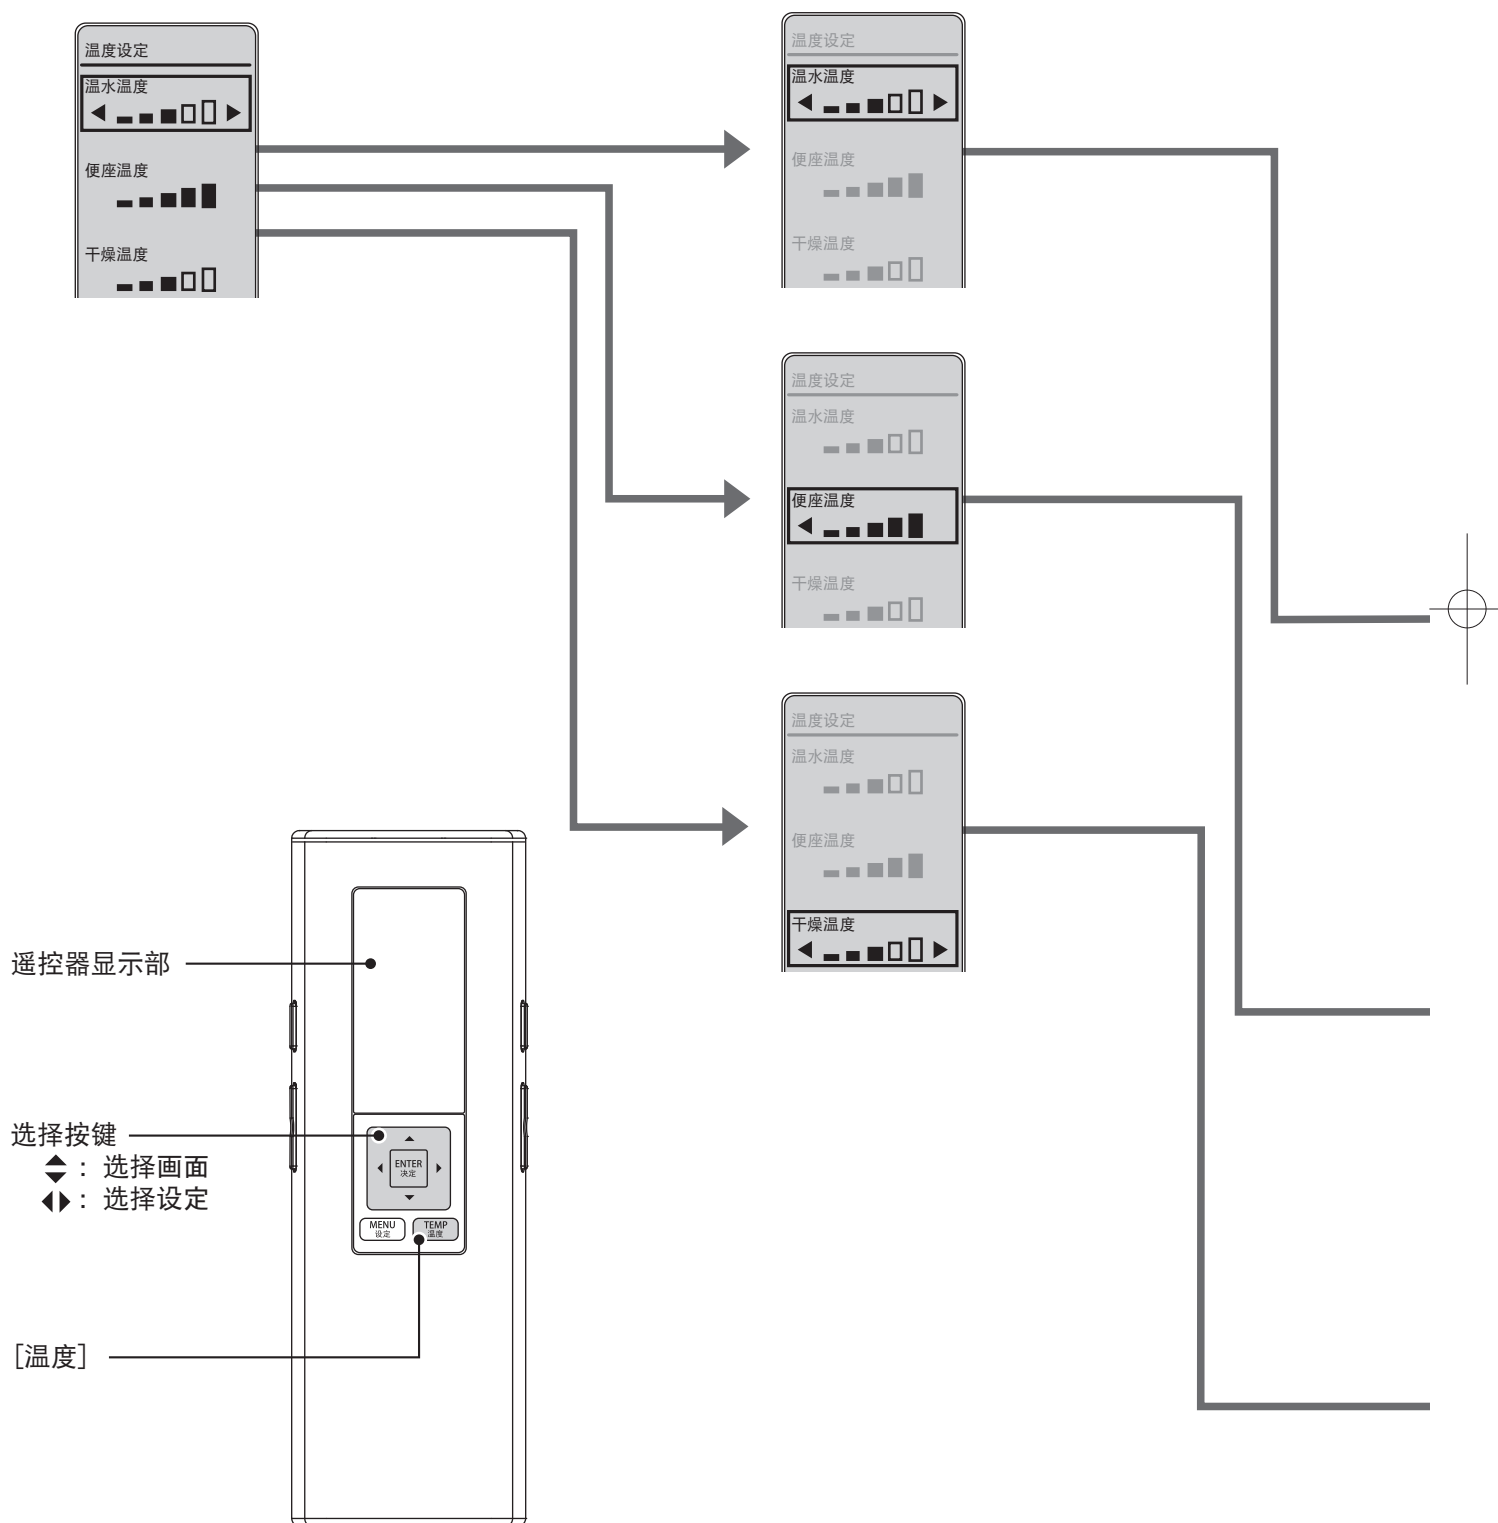 温度设定
温水温度
便座温度
干燥温度
温度设定
温水温度
便座温度
干燥温度
温度设定
温水温度
便座温度
干燥温度
温度设定
温水温度
便座温度
干燥温度
遥控器显示部
选择按键
：选择画面
：选择设定
ENTER
决定
MENU
设定
TEMP
温度
［温度］